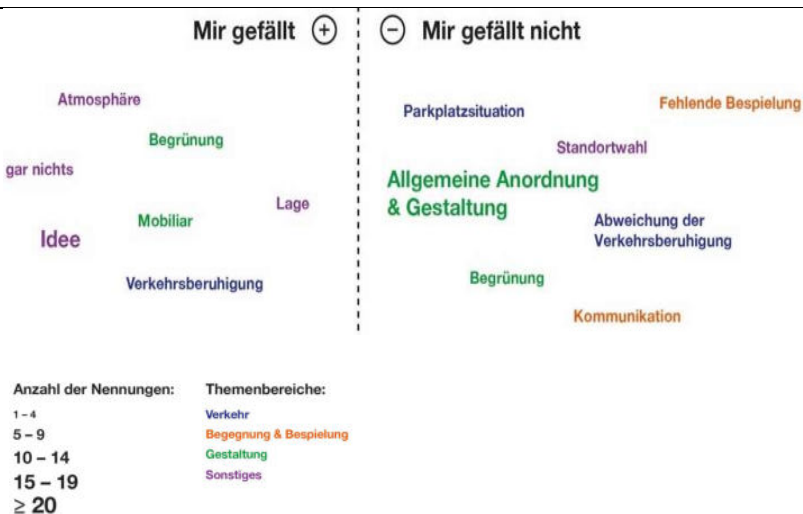 Mir gefällt +
Atmosphäre
Begrünung
gar nichts
Lage
Mobiliar
Idee
Verkehrsberuhigung
− Mir gefällt nicht
Fehlende Bespielung
Parkplatzsituation
Standortwahl
Allgemeine Anordnung
& Gestaltung
Abweichung der
Verkehrsberuhigung
Begrünung
Kommunikation
Anzahl der Nennungen:
1 – 4
5 – 9
10 – 14
15 – 19
≥ 20
Themenbereiche:
Verkehr
Begegnung & Bespielung
Gestaltung
Sonstiges